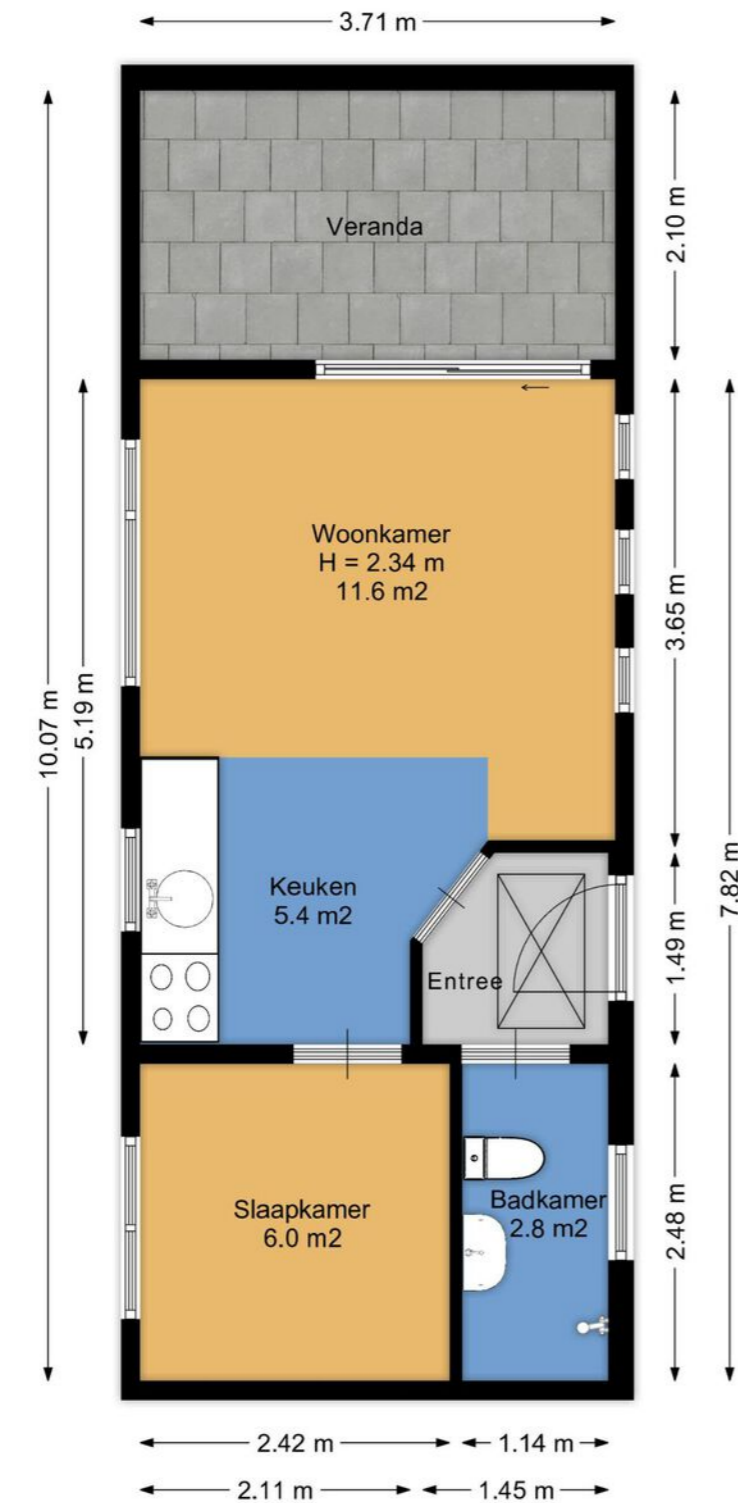 3.71 m
Veranda
2.10 m
Woonkamer
H = 2.34 m
11.6 m2
3.65 m
10.07 m
5.19 m
7.82 m
Keuken
5.4 m2
1.49 m
Entree
Slaapkamer
6.0 m2
Badkamer
2.8 m2
2.48 m
2.42 m
1.14 m
2.11 m
1.45 m